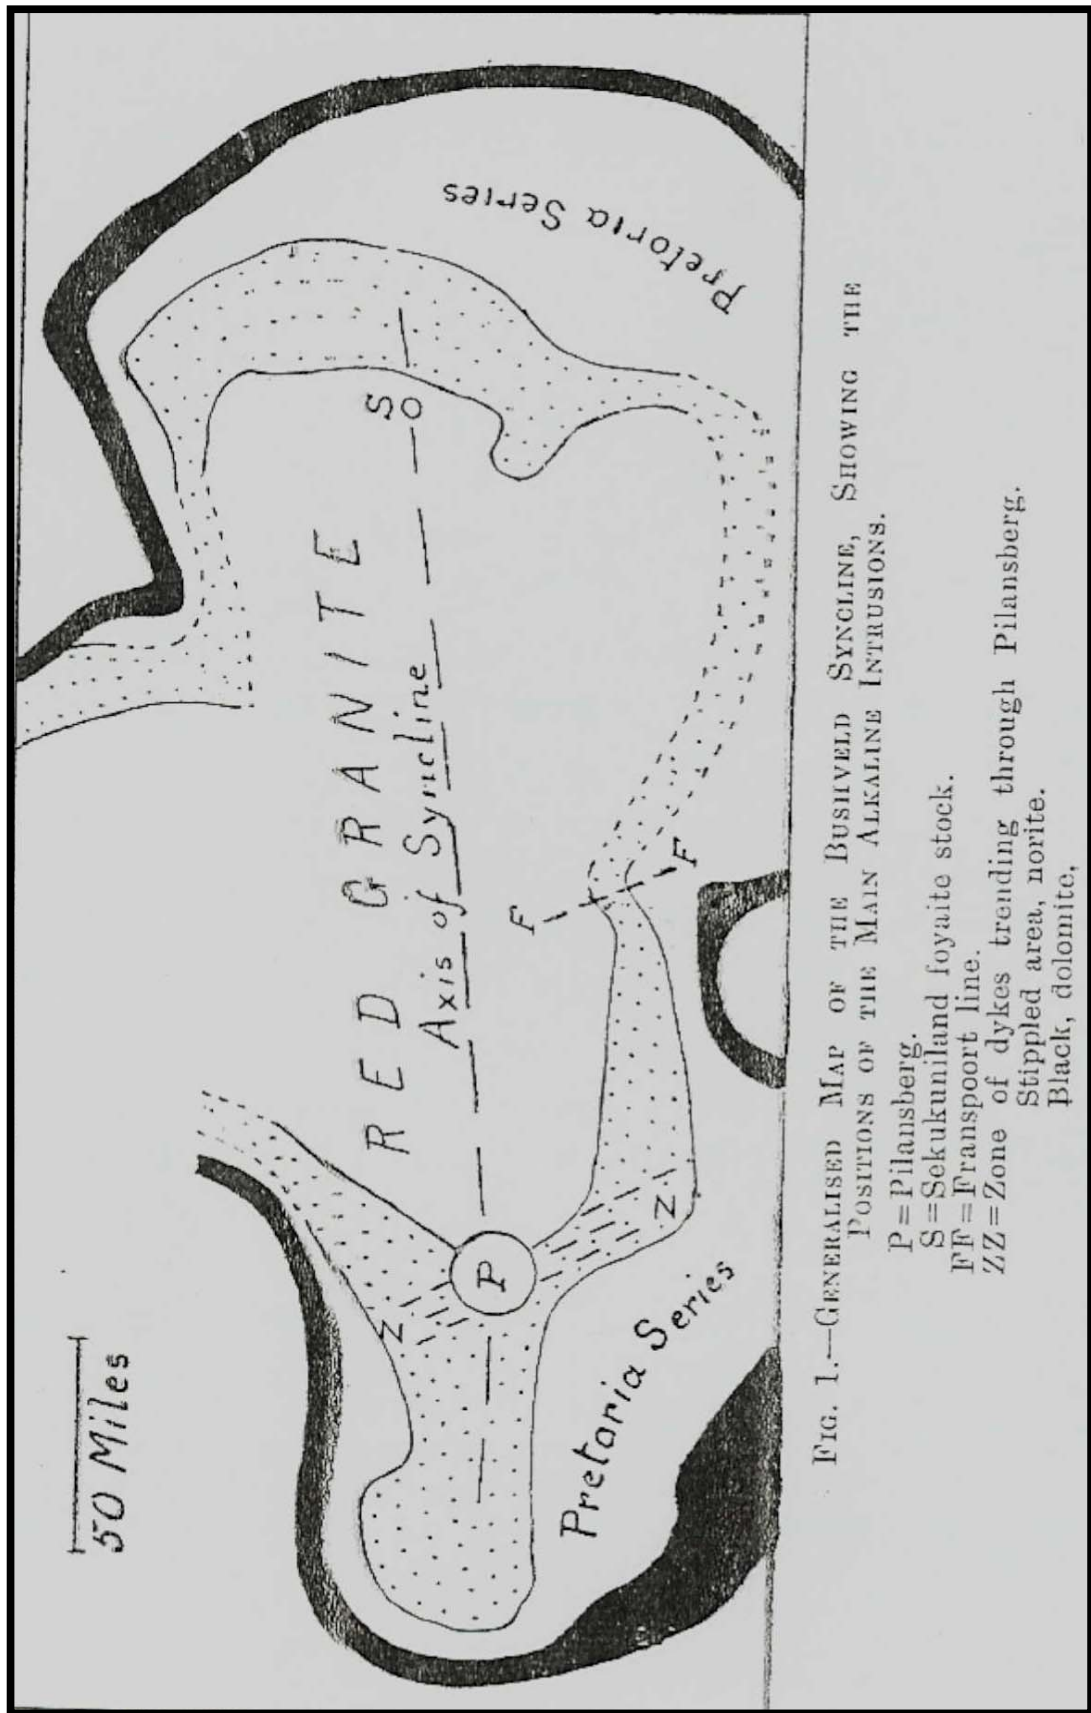 50 Miles
RED GRANITE
Axis of Syncline
Pretoria Series
Pretoria Series
P
S
F
F
Z
Z
FIG. 1.—GENERALISED MAP OF THE BUSHVELD SYNCLINE, SHOWING THE
POSITIONS OF THE MAIN ALKALINE INTRUSIONS.
P=Pilansberg.
S=Sekukuniland foyaite stock.
FF=Franspoort line.
ZZ=Zone of dykes trending through Pilansberg.
Stippled area, norite.
Black, dolomite,